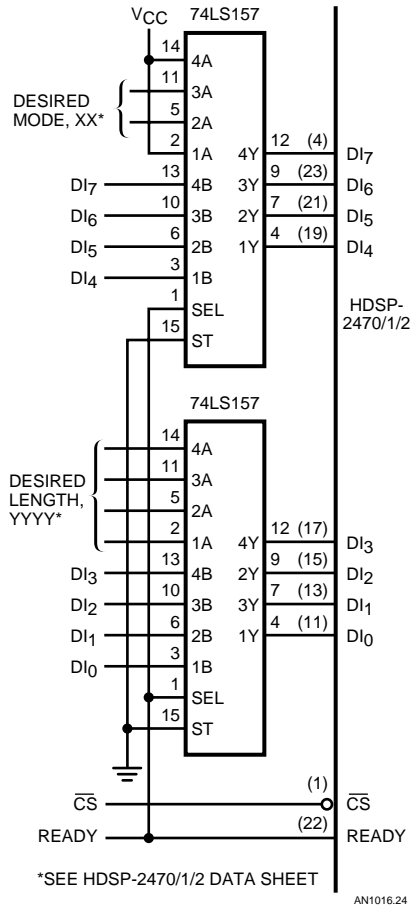 VCC 74LS157
14 4A
11 3A
DESIRED
MODE, XX*
5 2A
2 1A 4Y 12 (4) DI7
DI7 13 4B 3Y 9 (23) DI6
DI6 10 3B 2Y 7 (21) DI5
DI5 6 2B 1Y 4 (19) DI4
DI4 3 1B
1 SEL
15 ST
HDSP-
2470/1/2
74LS157
14 4A
11 3A
DESIRED
LENGTH,
YYYY*
5 2A
2 1A 4Y 12 (17) DI3
DI3 13 4B 2Y 9 (15) DI2
DI2 10 3B 3Y 7 (13) DI1
DI1 6 2B 1Y 4 (11) DI0
DI0 3 1B
1 SEL
15 ST
CS (1) CS
READY (22) READY
*SEE HDSP-2470/1/2 DATA SHEET
AN1016.24